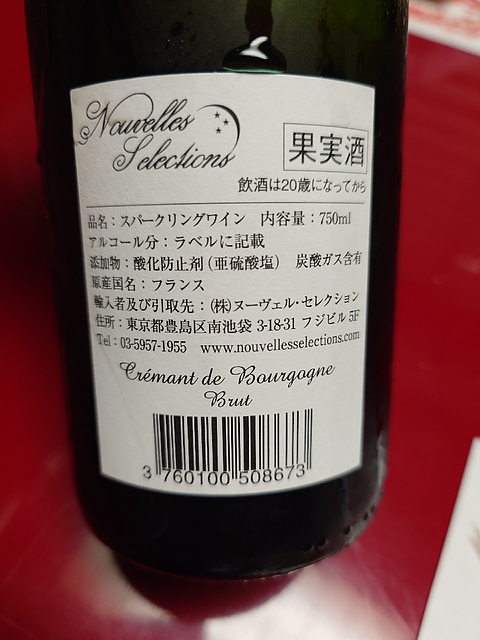 Nouvelles
Selections
果実酒
飲酒は20歳になってから
品名：スパークリングワイン 内容量：750ml
アルコール分：ラベルに記載
添加物：酸化防止剤（亜硫酸塩） 炭酸ガス含有
原産国名：フランス
輸入者及び引取先：（株）ヌーヴェル・セレクション
住所：東京都豊島区南池袋 3-18-31 フジビル 5F
Tel：03-5957-1955 www.nouvellesselections.com
Crémant de Bourgogne
Brut
3 760100 508673